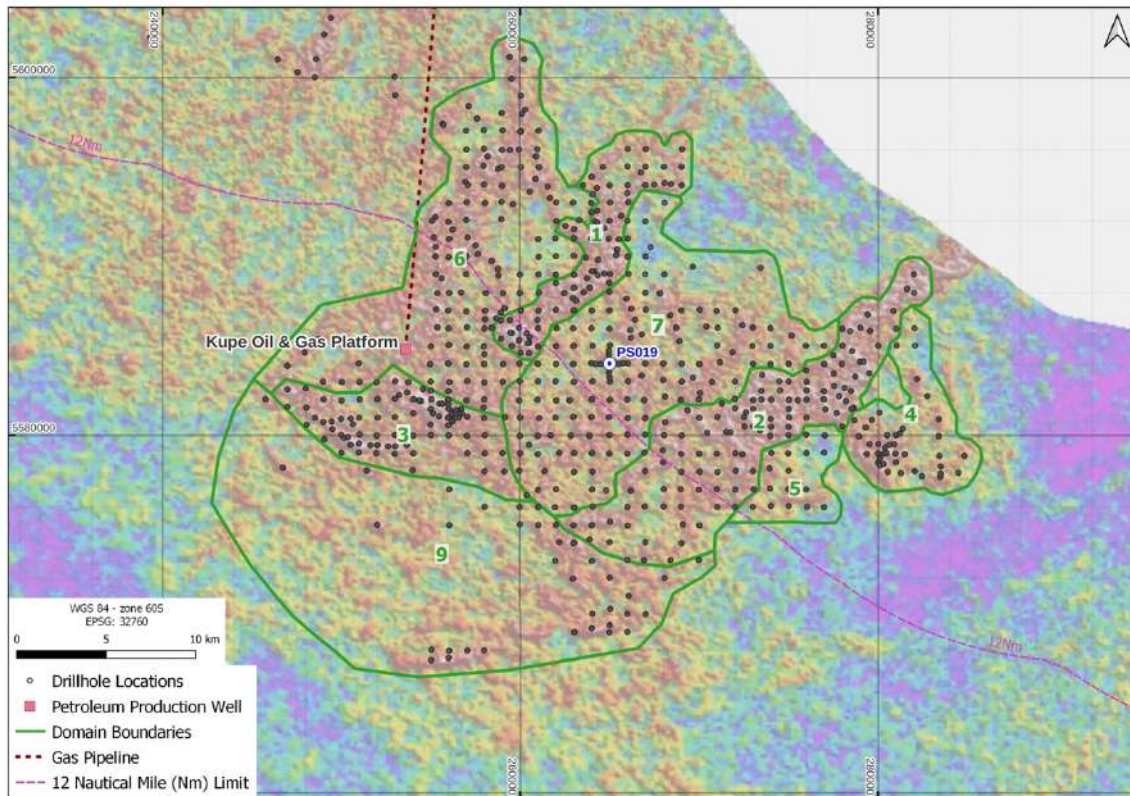 240000
260000
280000
5600000
12Nm
1
6
7
Kupe Oil & Gas Platform
PS019
2
4
3
5580000
5
9
WGS 84 - zone 60S
EPSG: 32760
0 5 10 km
Drillhole Locations
Petroleum Production Well
Domain Boundaries
Gas Pipeline
12 Nautical Mile (Nm) Limit
12Nm
260000
280000